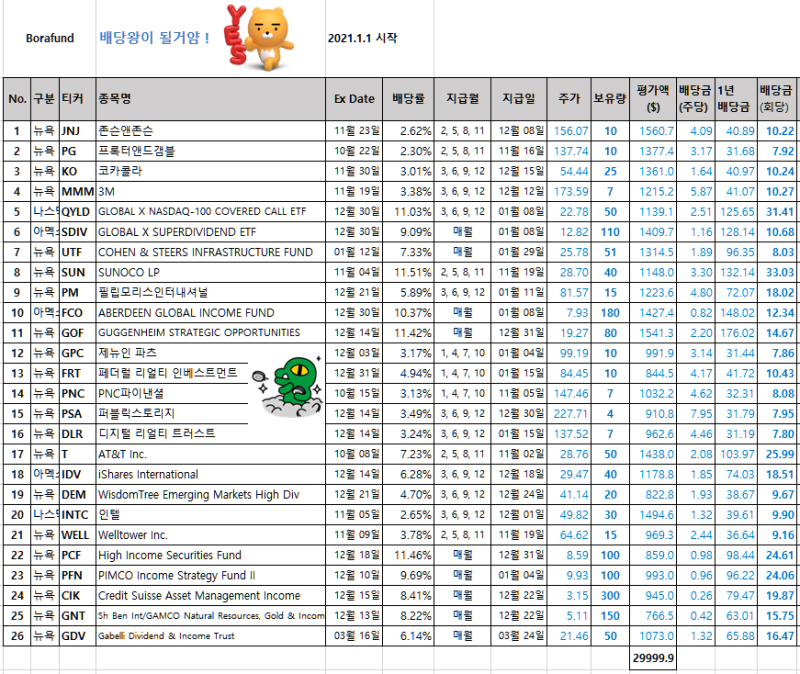 Borafund 배당왕이 될거얌 ! YES 2021.1.1 시작
No. 구분 티커 종목명 Ex Date 배당률 지급월 지급일 주가 보유량 평가액 ($) 배당금 (주당) 1년 배당금 배당금 (회당)
1 뉴욕 JNJ 존슨앤존슨 11월 23일 2.62% 2, 5, 8, 11 12월 08일 156.07 10 1560.7 4.09 40.89 10.22
2 뉴욕 PG 프록터앤드갬블 10월 22일 2.30% 2, 5, 8, 11 11월 16일 137.74 10 1377.4 3.17 31.68 7.92
3 뉴욕 KO 코카콜라 11월 30일 3.01% 3, 6, 9, 12 12월 15일 54.44 25 1361.0 1.64 40.97 10.24
4 뉴욕 MMM 3M 11월 19일 3.38% 3, 6, 9, 12 12월 12일 173.59 7 1215.2 5.87 41.07 10.27
5 나스 QYLD GLOBAL X NASDAQ-100 COVERED CALL ETF 12월 30일 11.03% 3, 6, 9, 12 01월 08일 22.78 50 1139.1 2.51 125.65 31.41
6 아멕 SDIV GLOBAL X SUPERDIVIDEND ETF 12월 30일 9.09% 매월 01월 08일 12.82 110 1409.7 1.16 128.14 10.68
7 뉴욕 UTF COHEN & STEERS INFRASTRUCTURE FUND 01월 12일 7.33% 매월 01월 29일 25.78 51 1314.5 1.89 96.35 8.03
8 뉴욕 SUN SUNOCO LP 11월 04일 11.51% 2, 5, 8, 11 11월 19일 28.70 40 1148.0 3.30 132.14 33.03
9 뉴욕 PM 필립모리스인터내셔널 12월 21일 5.89% 3, 6, 9, 12 01월 11일 81.57 15 1223.6 4.80 72.07 18.02
10 아멕 FCO ABERDEEN GLOBAL INCOME FUND 12월 30일 10.37% 매월 01월 08일 7.93 180 1427.4 0.82 148.02 12.34
11 뉴욕 GOF GUGGENHEIM STRATEGIC OPPORTUNITIES 12월 14일 11.42% 매월 12월 31일 19.27 80 1541.3 2.20 176.02 14.67
12 뉴욕 GPC 제뉴인 파츠 12월 03일 3.17% 1, 4, 7, 10 01월 04일 99.19 10 991.9 3.14 31.44 7.86
13 뉴욕 FRT 페더럴 리얼티 인베스트먼트 12월 31일 4.94% 1, 4, 7, 10 01월 15일 84.45 10 844.5 4.17 41.72 10.43
14 뉴욕 PNC PNC파이낸셜 10월 15일 3.13% 1, 4, 7, 10 11월 05일 147.46 7 1032.2 4.62 32.31 8.08
15 뉴욕 PSA 퍼블릭스토리지 12월 14일 3.49% 3, 6, 9, 12 12월 30일 227.71 4 910.8 7.95 31.79 7.95
16 뉴욕 DLR 디지털 리얼티 트러스트 12월 14일 3.24% 3, 6, 9, 12 01월 15일 137.52 7 962.6 4.46 31.19 7.80
17 뉴욕 T AT&T Inc. 10월 08일 7.23% 2, 5, 8, 11 11월 02일 28.76 50 1438.0 2.08 103.97 25.99
18 아멕 IDV iShares International 12월 14일 6.28% 3, 6, 9, 12 12월 18일 29.47 40 1178.8 1.85 74.03 18.51
19 뉴욕 DEM WisdomTree Emerging Markets High Div 12월 21일 4.70% 3, 6, 9, 12 12월 24일 41.14 20 822.8 1.93 38.67 9.67
20 나스 INTC 인텔 11월 05일 2.65% 3, 6, 9, 12 12월 01일 49.82 30 1494.6 1.32 39.61 9.90
21 뉴욕 WELL Welltower Inc. 11월 09일 3.78% 2, 5, 8, 11 11월 19일 64.62 15 969.3 2.44 36.64 9.16
22 뉴욕 PCF High Income Securities Fund 12월 18일 11.46% 매월 12월 31일 8.59 100 859.0 0.98 98.44 24.61
23 뉴욕 PFN PIMCO Income Strategy Fund II 12월 10일 9.69% 매월 01월 04일 9.93 100 993.0 0.96 96.22 24.06
24 뉴욕 CIK Credit Suisse Asset Management Income 12월 15일 8.41% 매월 12월 22일 3.15 300 945.0 0.26 79.47 19.87
25 뉴욕 GNT Sh Ben Int/GAMCO Natural Resources, Gold & Incom 12월 13일 8.22% 매월 12월 22일 5.11 150 766.5 0.42 63.01 15.75
26 뉴욕 GDV Gabelli Dividend & Income Trust 03월 16일 6.14% 매월 03월 24일 21.46 50 1073.0 1.32 65.88 16.47
29999.9